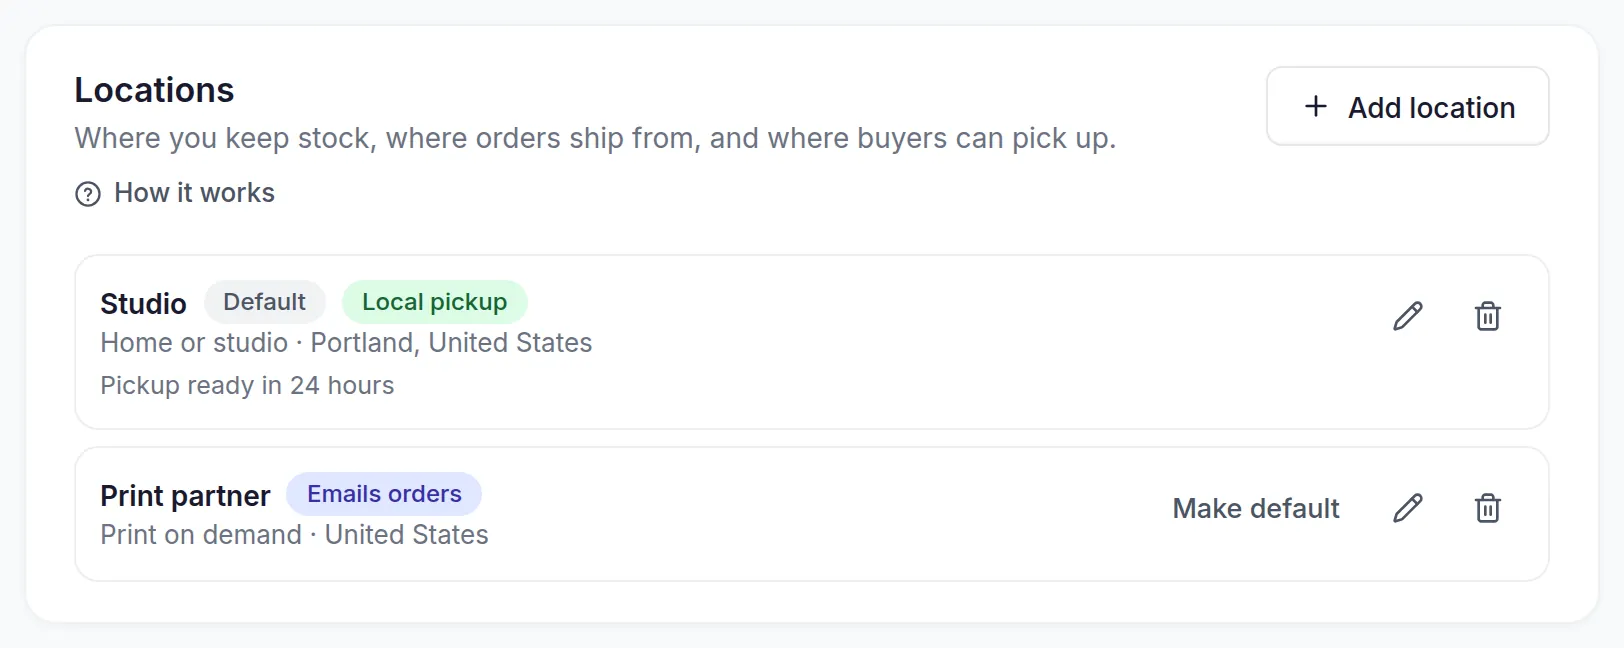 Locations
Add location
Where you keep stock, where orders ship from, and where buyers can pick up.
How it works
Studio Default Local pickup
Home or studio · Portland, United States
Pickup ready in 24 hours
Print partner Emails orders
Make default
Print on demand · United States